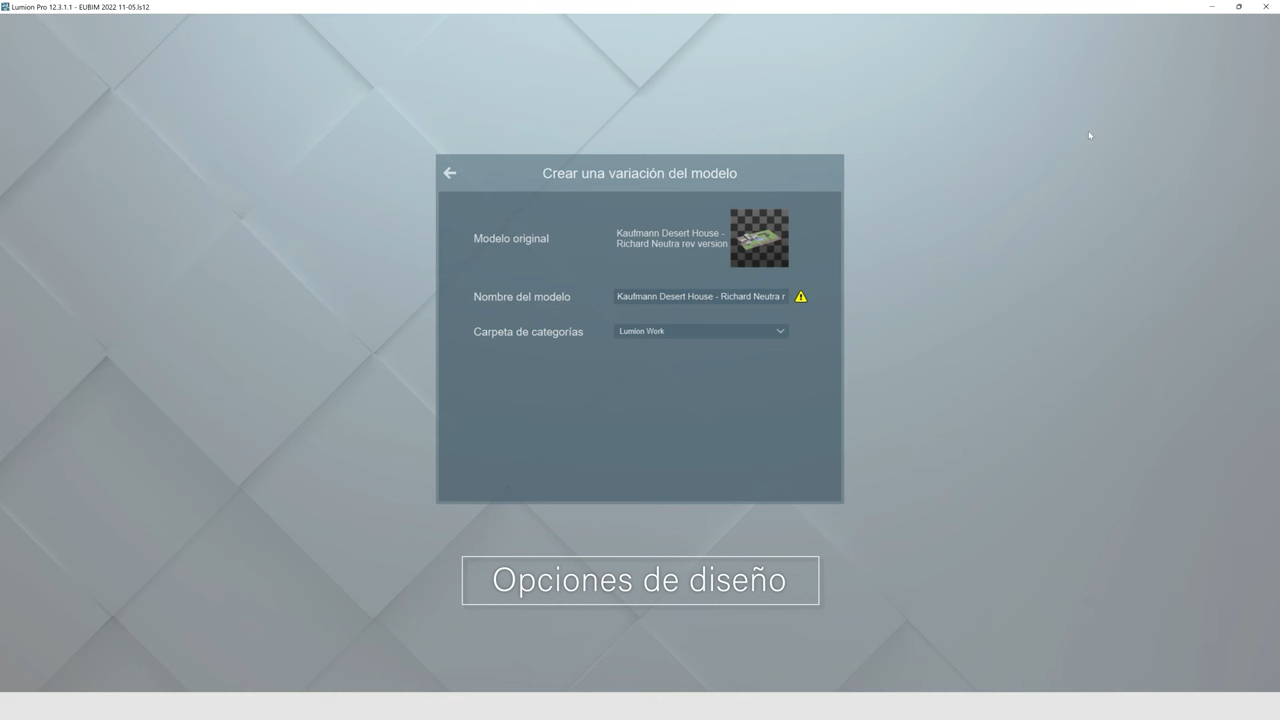 Lumion Pro 12.3.1.1 - EUBIM 2022 11-05.ls12
Crear una variación del modelo
Modelo original
Kaufmann Desert House -
Richard Neutra rev version
Nombre del modelo
Kaufmann Desert House - Richard Neutra r
Carpeta de categorías
Lumion Work
Opciones de diseño